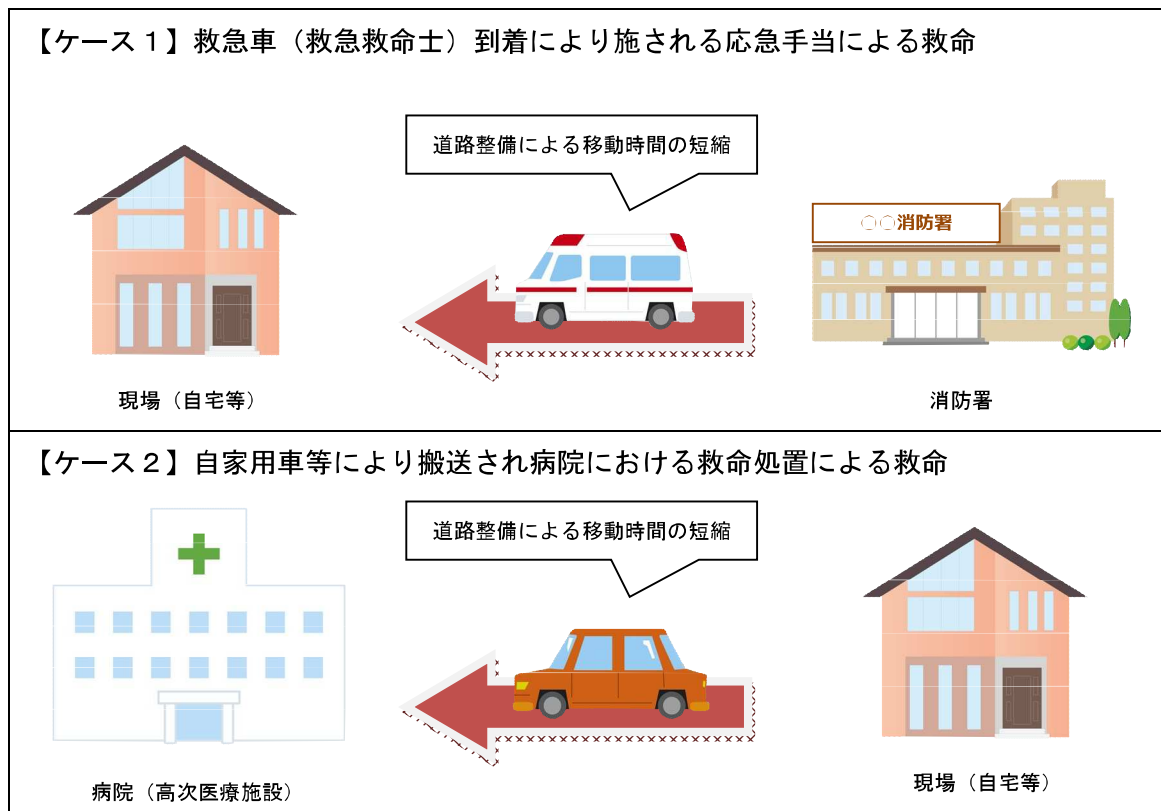 【ケース１】救急車（救急救命士）到着により施される応急手当による救命
道路整備による移動時間の短縮
○○消防署
現場（自宅等）
消防署
【ケース２】自家用車等により搬送され病院における救命処置による救命
道路整備による移動時間の短縮
病院（高次医療施設）
現場（自宅等）